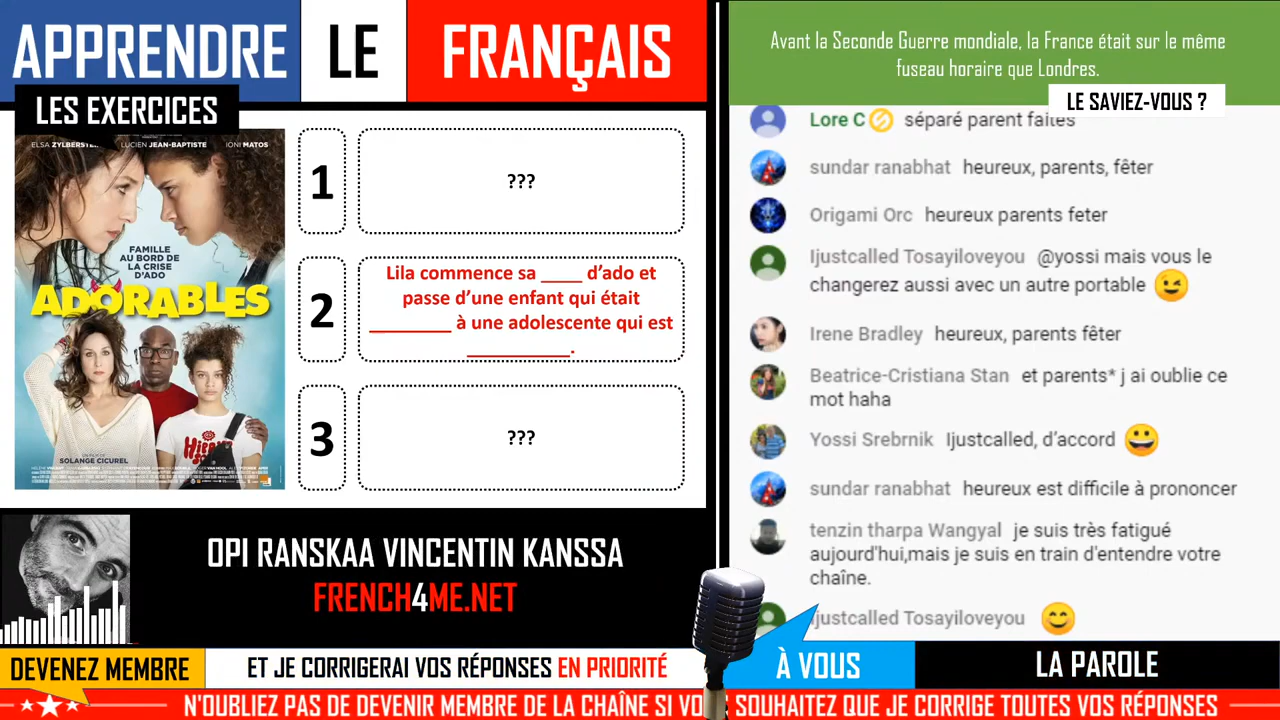 APPRENDRE LE FRANÇAIS
LES EXERCICES
ELSA ZYLBERSTEIN LUCIEN JEAN-BAPTISTE IONI MATOS
FAMILLE
AU BORD DE
LA CRISE
D'ADO
ADORABLES
UN FILM DE
SOLANGE CICUREL
1
???
2
Lila commence sa ____ d’ado et
passe d’une enfant qui était
________ à une adolescente qui est
__________.
3
???
OPI RANSKAA VINCENTIN KANSSA
FRENCH4ME.NET
DEVENEZ MEMBRE
ET JE CORRIGERAI VOS RÉPONSES EN PRIORITÉ
Avant la Seconde Guerre mondiale, la France était sur le même
fuseau horaire que Londres.
LE SAVIEZ-VOUS ?
Lore C séparé parent faites
sundar ranabhat heureux, parents, fêter
Origami Orc heureux parents feter
Ijustcalled Tosayiloveyou @yossi mais vous le
changerez aussi avec un autre portable 😉
Irene Bradley heureux, parents fêter
Beatrice-Cristiana Stan et parents* j ai oublie ce
mot haha
Yossi Srebrnik Ijustcalled, d’accord 😀
sundar ranabhat heureux est difficile à prononcer
tenzin tharpa Wangyal je suis très fatigué
aujourd'hui,mais je suis en train d'entendre votre
chaîne.
Ijustcalled Tosayiloveyou 😊
À VOUS
LA PAROLE
N'OUBLIEZ PAS DE DEVENIR MEMBRE DE LA CHAÎNE SI VO SOUHAITEZ QUE JE CORRIGE TOUTES VOS RÉPONSES